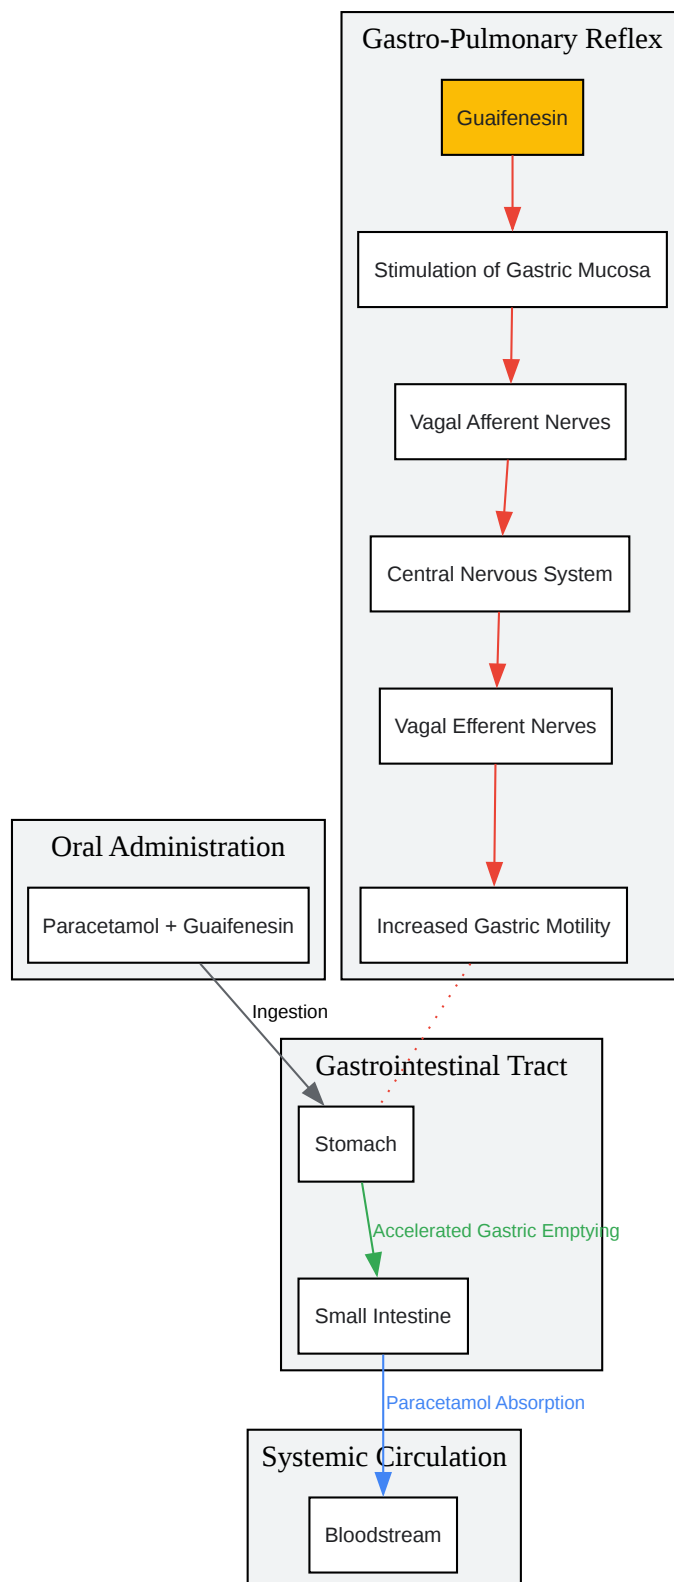 Gastro-Pulmonary Reflex
Guaifenesin
Stimulation of Gastric Mucosa
Vagal Afferent Nerves
Central Nervous System
Vagal Efferent Nerves
Oral Administration
Paracetamol + Guaifenesin
Increased Gastric Motility
Ingestion
Gastrointestinal Tract
Stomach
Accelerated Gastric Emptying
Small Intestine
Paracetamol Absorption
Systemic Circulation
Bloodstream